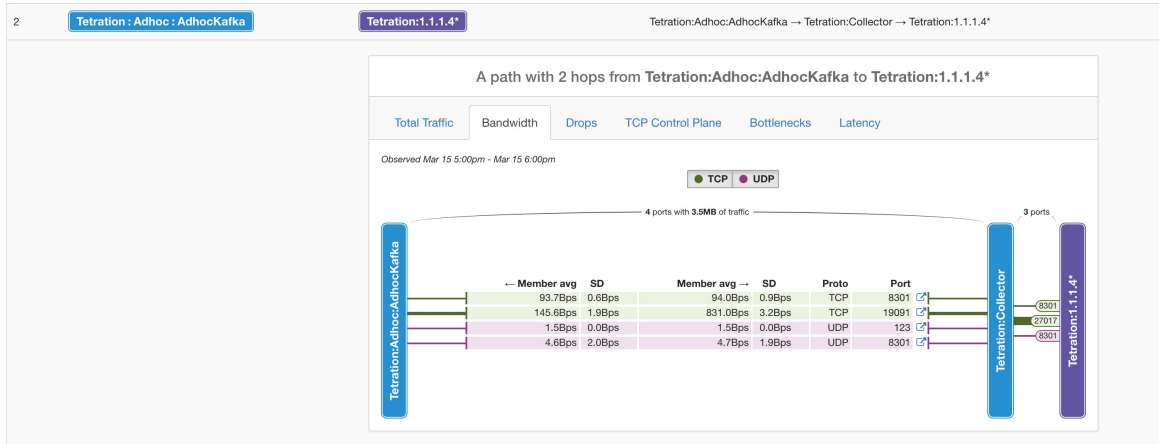 2 Tetration : Adhoc : AdhocKafka Tetration:1.1.1.4* Tetration:Adhoc:AdhocKafka → Tetration:Collector → Tetration:1.1.1.4*
A path with 2 hops from Tetration:Adhoc:AdhocKafka to Tetration:1.1.1.4*
Total Traffic Bandwidth Drops TCP Control Plane Bottlenecks Latency
Observed Mar 15 5:00pm - Mar 15 6:00pm
TCP UDP
4 ports with 3.5MB of traffic 3 ports
Tetration:Adhoc:AdhocKafka
← Member avg SD Member avg → SD Proto Port
93.7Bps 0.6Bps 94.0Bps 0.9Bps TCP 8301
145.6Bps 1.9Bps 831.0Bps 3.2Bps TCP 19091
1.5Bps 0.0Bps 1.5Bps 0.0Bps UDP 123
4.6Bps 2.0Bps 4.7Bps 1.9Bps UDP 8301
Tetration:Collector
8301
27017
8301
Tetration:1.1.1.4*